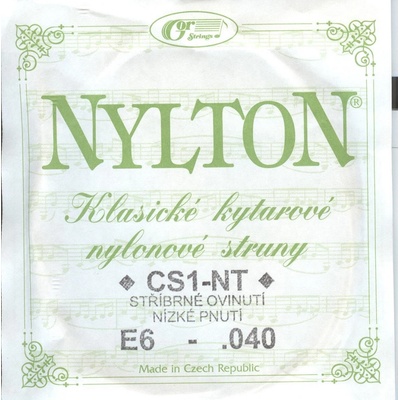 Gor
Strings
NYLTON®
Klasické kytarové
nylonové struny
◆ CS1-NT ◆
STŘÍBRNÉ OVINUTÍ
NÍZKÉ PNUTÍ
E6 - .040
Made in Czech Republic